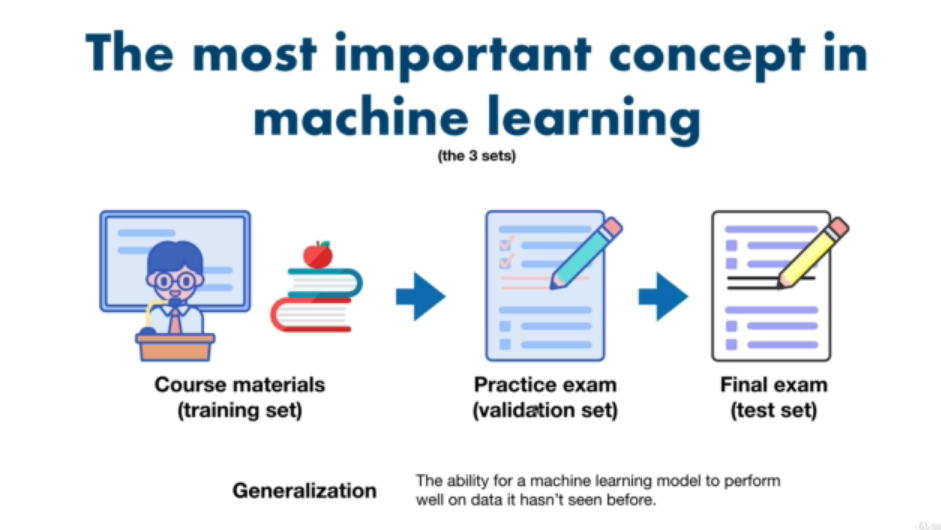 The most important concept in
machine learning
(the 3 sets)
Course materials
(training set)
Practice exam
(validation set)
Final exam
(test set)
Generalization
The ability for a machine learning model to perform
well on data it hasn't seen before.